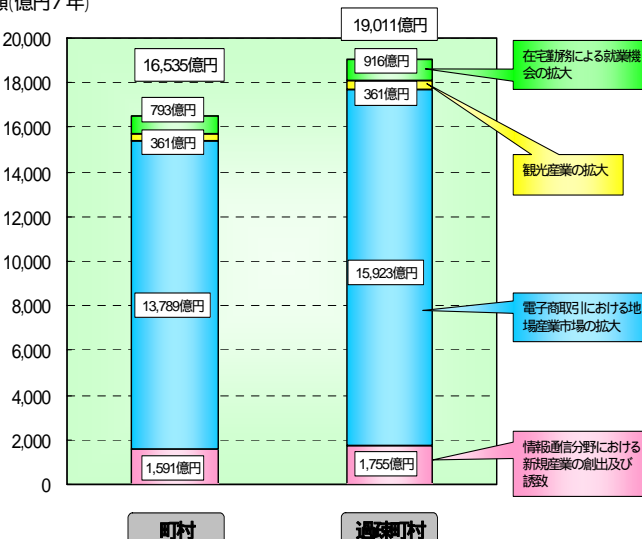 額(億円/年)
19,011億円
20,000
16,535億円
916億円
在宅勤務による就業機
会の拡大
18,000
361億円
793億円
16,000
361億円
観光産業の拡大
14,000
12,000
10,000
15,923億円
13,789億円
電子商取引における地
場産業市場の拡大
8,000
6,000
4,000
2,000
1,591億円
1,755億円
情報通信分野における
新規産業の創出及び
誘致
0
町村
過疎町村